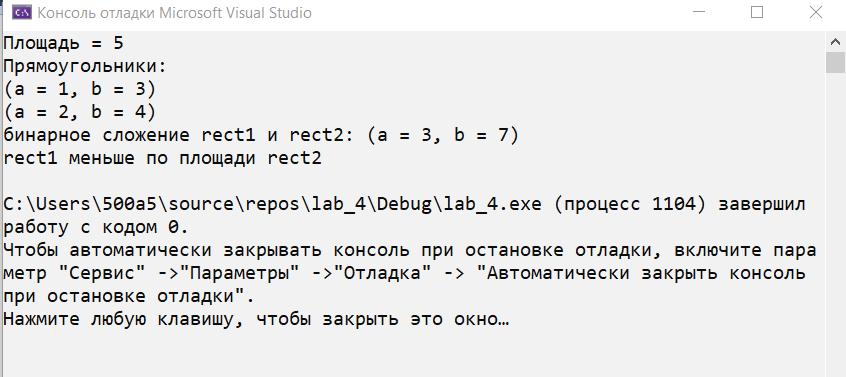 Консоль отладки Microsoft Visual Studio
Площадь = 5
Прямоугольники:
(a = 1, b = 3)
(a = 2, b = 4)
бинарное сложение rect1 и rect2: (a = 3, b = 7)
rect1 меньше по площади rect2
C:\Users\500a5\source\repos\lab_4\Debug\lab_4.exe (процесс 1104) завершил
работу с кодом 0.
Чтобы автоматически закрывать консоль при остановке отладки, включите пара
метр "Сервис" ->"Параметры" ->"Отладка" -> "Автоматически закрыть консоль
при остановке отладки".
Нажмите любую клавишу, чтобы закрыть это окно…